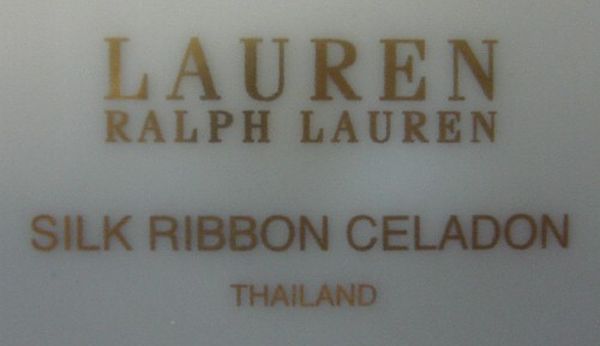 LAUREN
RALPH LAUREN
SILK RIBBON CELADON
THAILAND